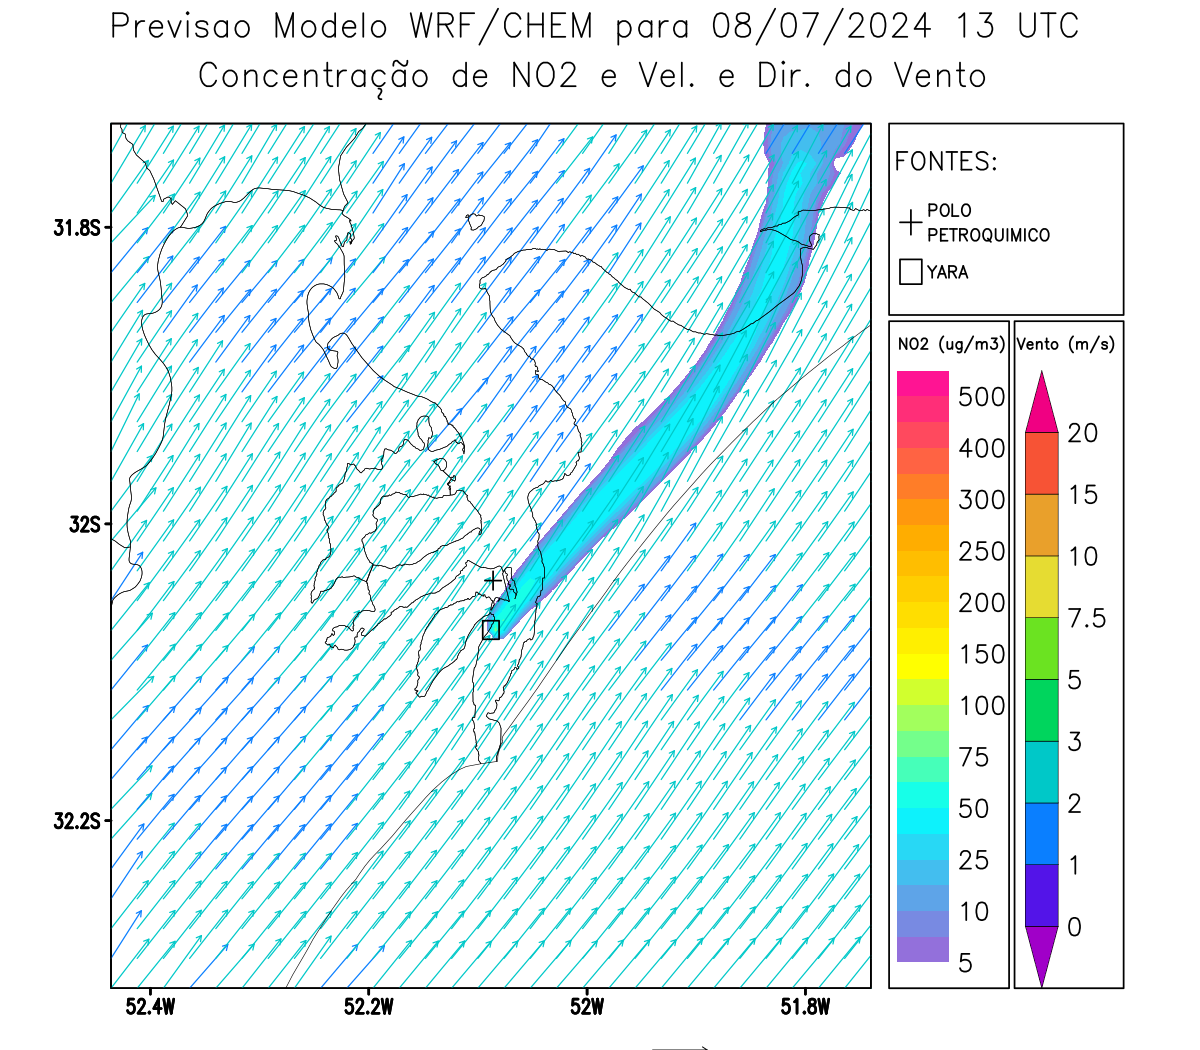 Previsao Modelo WRF/CHEM para 08/07/2024 13 UTC
Concentração de NO2 e Vel. e Dir. do Vento
FONTES:
POLO
PETROQUIMICO
YARA
31.8S
32S
32.2S
52.4W
52.2W
52W
51.8W
NO2 (ug/m3)
500
400
300
250
200
150
100
75
50
25
10
5
Vento (m/s)
20
15
10
7.5
5
3
2
1
0